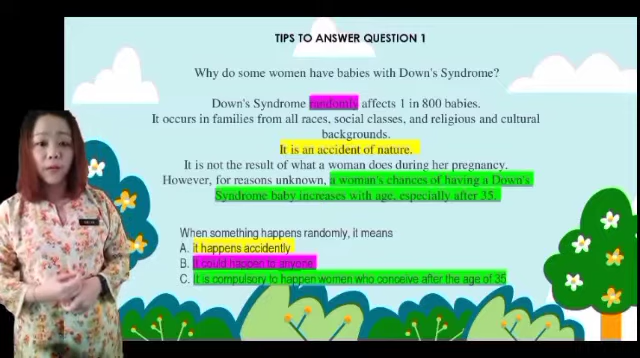 TIPS TO ANSWER QUESTION 1
Why do some women have babies with Down's Syndrome?
Down's Syndrome randomly affects 1 in 800 babies.
It occurs in families from all races, social classes, and religious and cultural
backgrounds.
It is an accident of nature.
It is not the result of what a woman does during her pregnancy.
However, for reasons unknown, a woman's chances of having a Down's
Syndrome baby increases with age, especially after 35.
When something happens randomly, it means
A. it happens accidently
B. It could happen to anyone.
C. It is compulsory to happen women who conceive after the age of 35